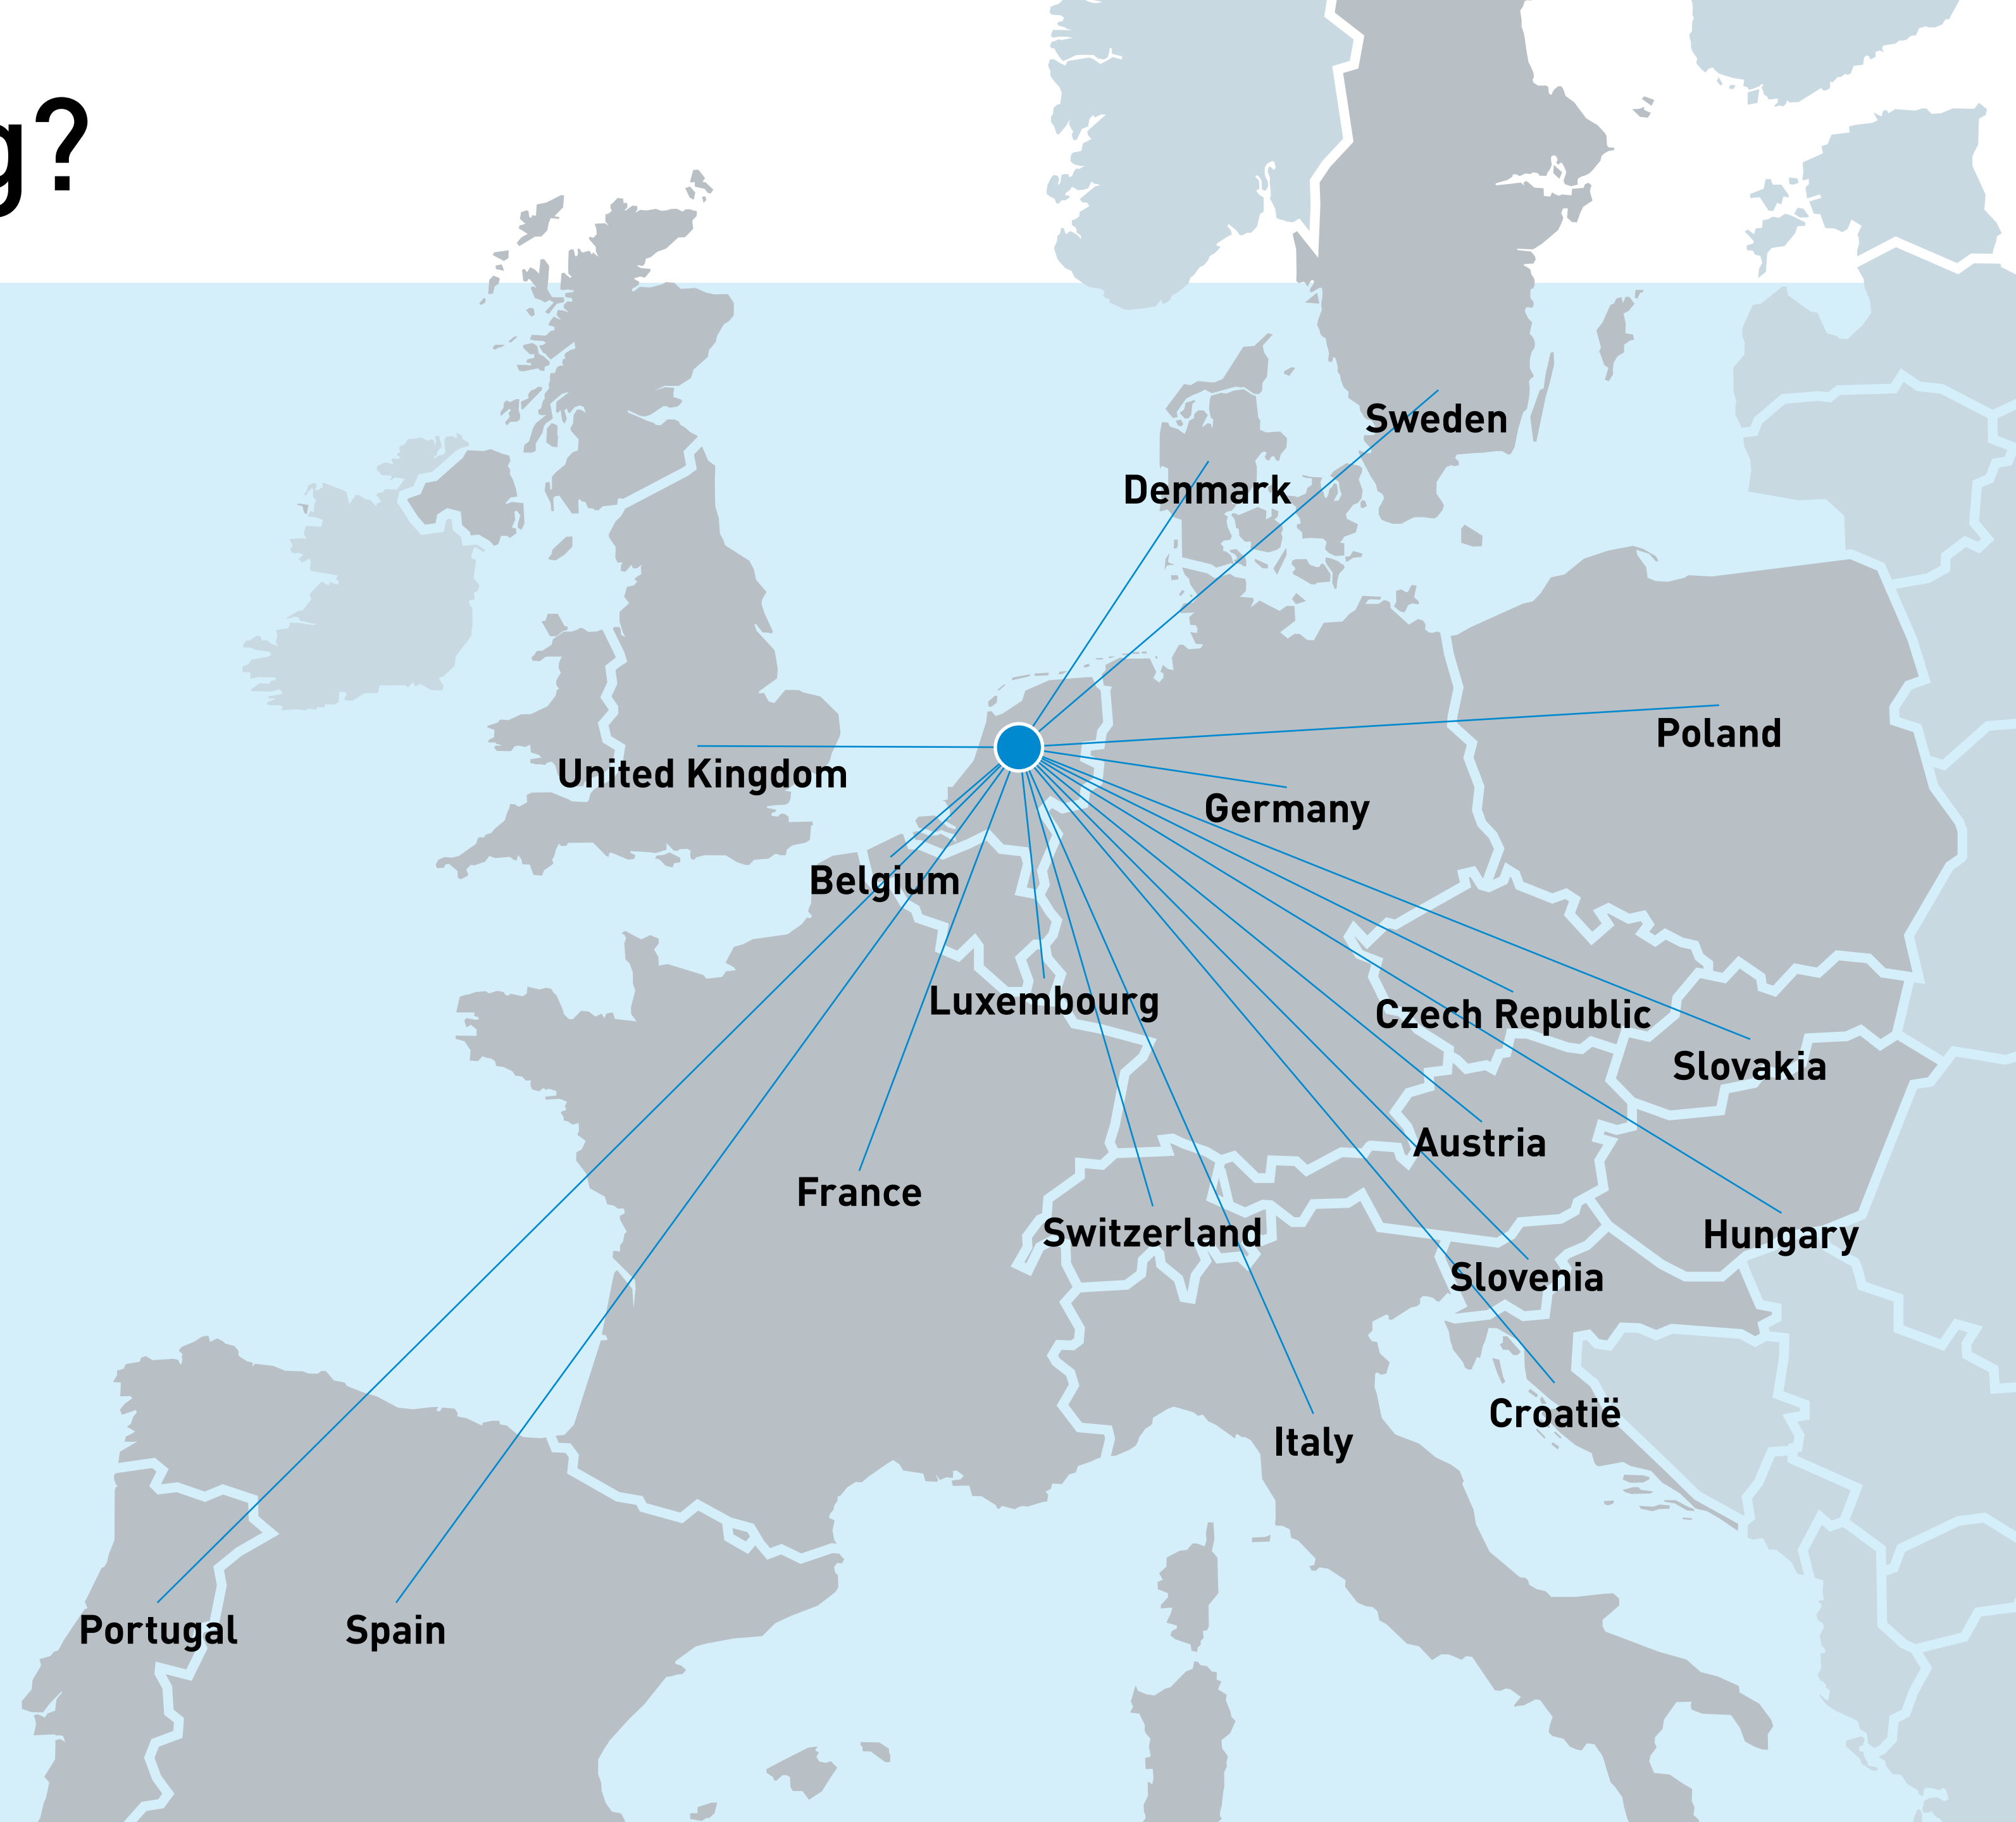 g?
Sweden
Denmark
Poland
United Kingdom
Germany
Belgium
Luxembourg
Czech Republic
Slovakia
Austria
France
Switzerland
Hungary
Slovenia
Croatië
Italy
Portugal
Spain